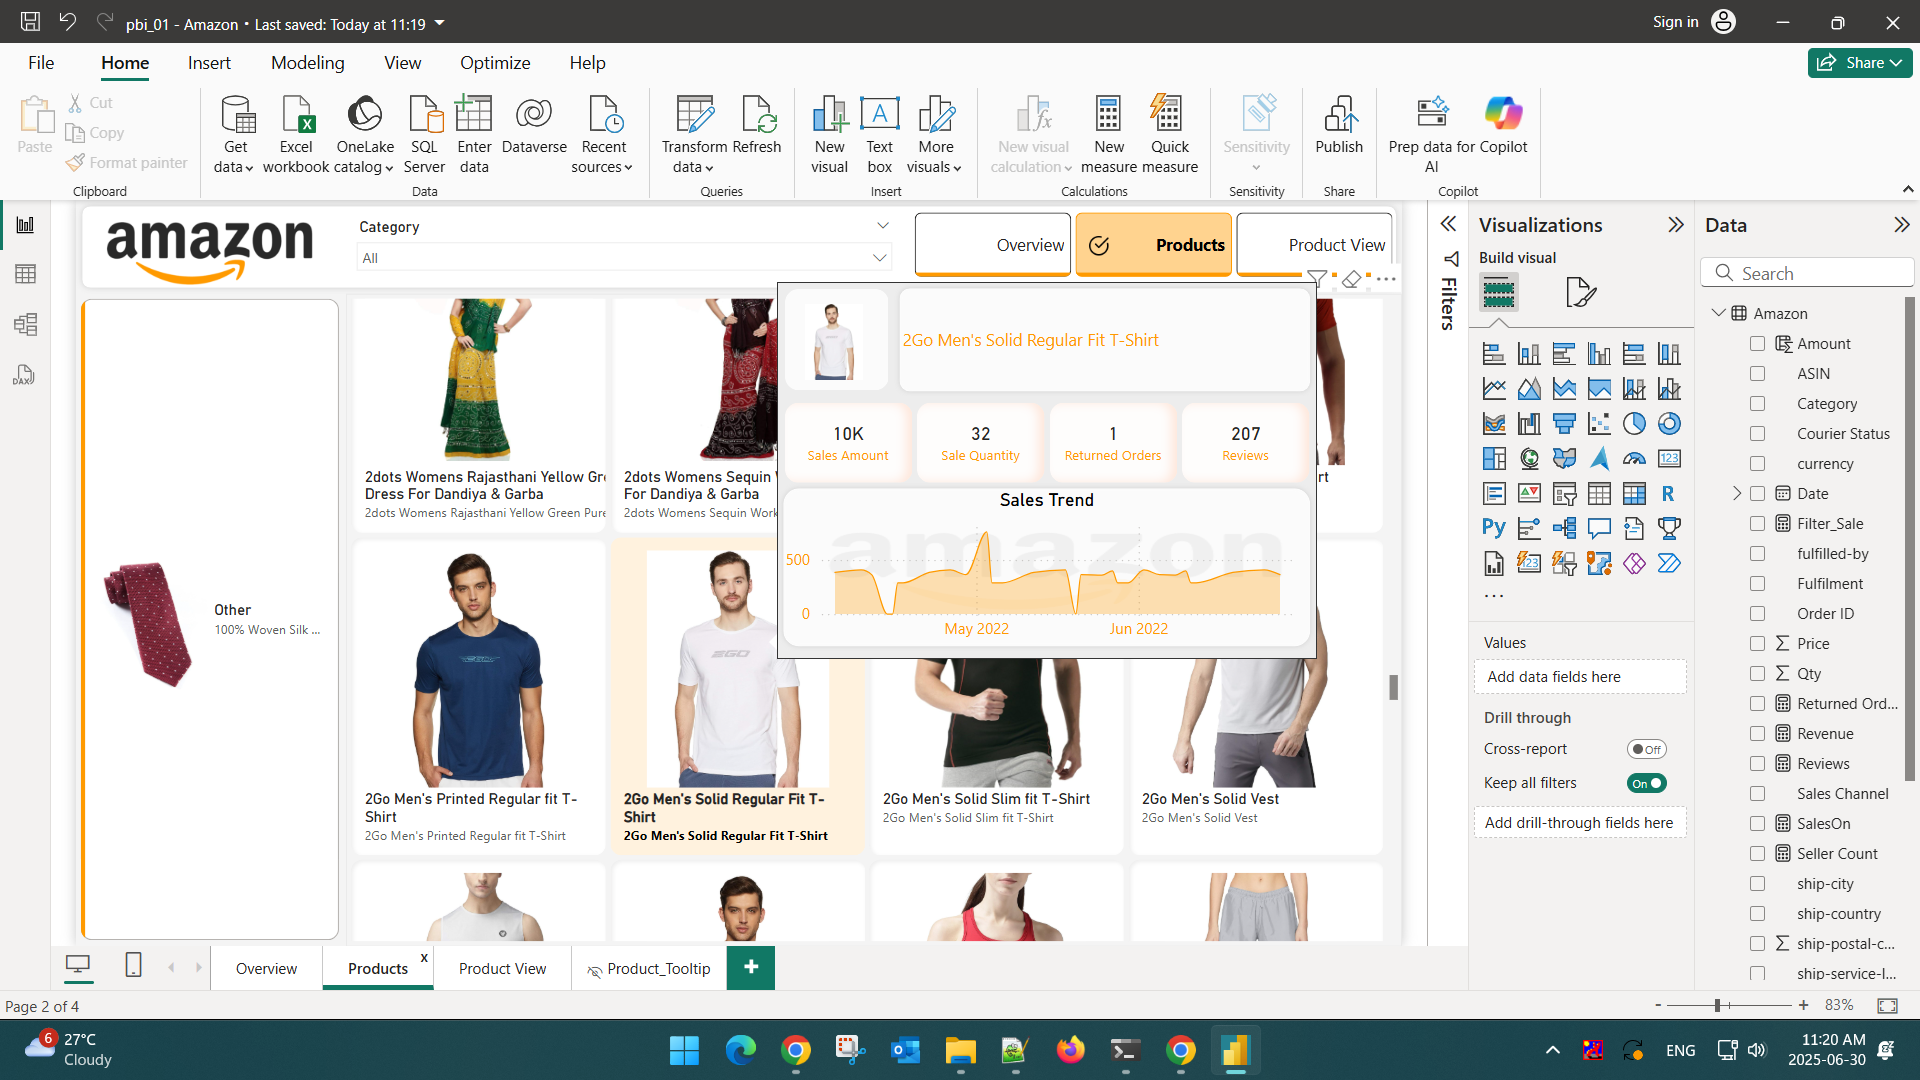 pbi_01 - Amazon • Last saved: Today at 11:19
Sign in
File
Home
Insert
Modeling
View
Optimize
Help
Share
Paste
Cut
Copy
Format painter
Clipboard
Get data
Excel workbook
OneLake catalog
SQL Server
Enter data
Dataverse
Recent sources
Data
Transform data
Refresh
Queries
New visual
Text box
More visuals
Insert
New visual calculation
New measure
Quick measure
Calculations
Sensitivity
Sensitivity
Publish
Share
Prep data for AI
Copilot
Copilot
amazon
Category
All
Overview
Products
Product View
Other
100% Woven Silk ...
2dots Womens Rajasthani Yellow Gre
Dress For Dandiya & Garba
2dots Womens Rajasthani Yellow Green Pure
2dots Womens Sequin W
For Dandiya & Garba
2dots Womens Sequin Work
rt
2Go Men's Solid Regular Fit T-Shirt
10K
Sales Amount
32
Sale Quantity
1
Returned Orders
207
Reviews
Sales Trend
amazon
500
0
May 2022
Jun 2022
2GO
2Go Men's Printed Regular fit T-
Shirt
2Go Men's Printed Regular fit T-Shirt
2Go Men's Solid Regular Fit T-
Shirt
2Go Men's Solid Regular Fit T-Shirt
2Go Men's Solid Slim fit T-Shirt
2Go Men's Solid Slim fit T-Shirt
2Go Men's Solid Vest
2Go Men's Solid Vest
Filters
Visualizations
Build visual
123
R
Py
123
...
Values
Add data fields here
Drill through
Cross-report
Off
Keep all filters
On
Add drill-through fields here
Data
Search
Amazon
Amount
ASIN
Category
Courier Status
currency
Date
Filter_Sale
fulfilled-by
Fulfilment
Order ID
Price
Qty
Returned Ord...
Revenue
Reviews
Sales Channel
SalesOn
Seller Count
ship-city
ship-country
ship-postal-c...
ship-service-l...
Overview
Products
x
Product View
Product_Tooltip
+
Page 2 of 4
- + 83%
6
27°C
Cloudy
ENG
11:20 AM
2025-06-30